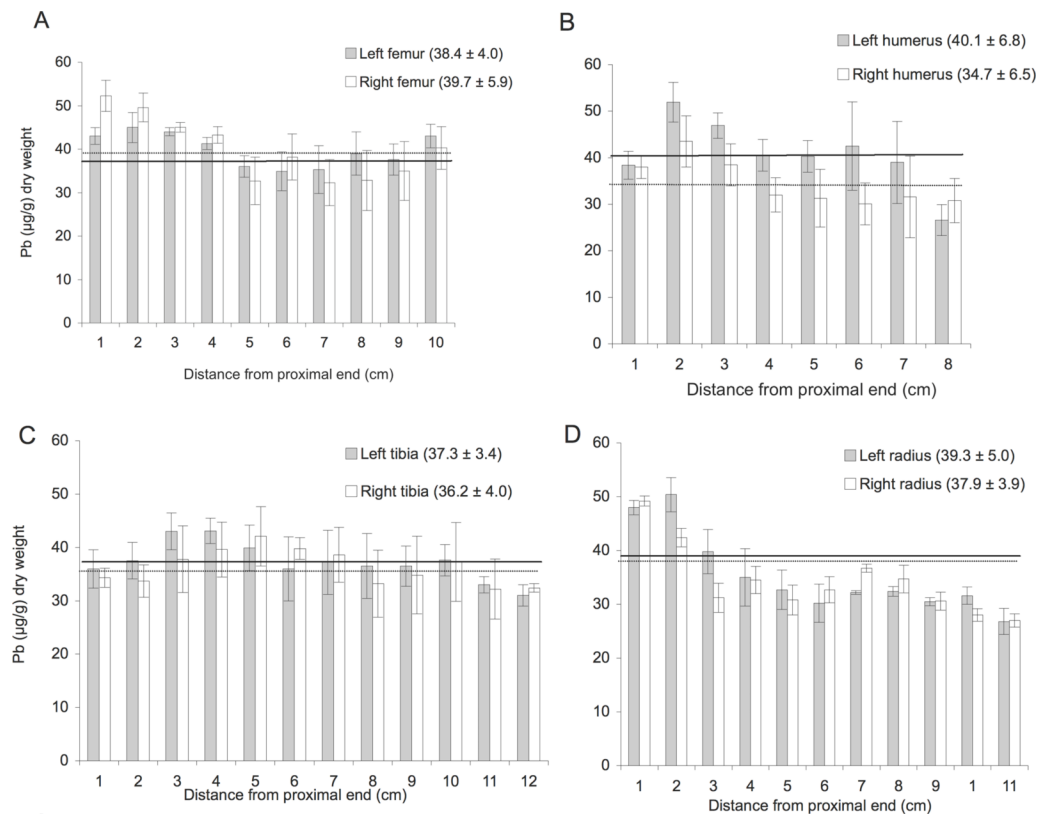 A
Left femur (38.4 ± 4.0)
Right femur (39.7 ± 5.9)
Pb (µg/g) dry weight
60
50
40
30
20
10
0
1 2 3 4 5 6 7 8 9 10
Distance from proximal end (cm)
B
Left humerus (40.1 ± 6.8)
Right humerus (34.7 ± 6.5)
60
50
40
30
20
10
0
1 2 3 4 5 6 7 8
Distance from proximal end (cm)
C
Left tibia (37.3 ± 3.4)
Right tibia (36.2 ± 4.0)
Pb (µg/g) dry weight
60
50
40
30
20
10
0
1 2 3 4 5 6 7 8 9 10 11 12
Distance from proximal end (cm)
D
Left radius (39.3 ± 5.0)
Right radius (37.9 ± 3.9)
60
50
40
30
20
10
0
1 2 3 4 5 6 7 8 9 1 11
Distance from proximal end (cm)